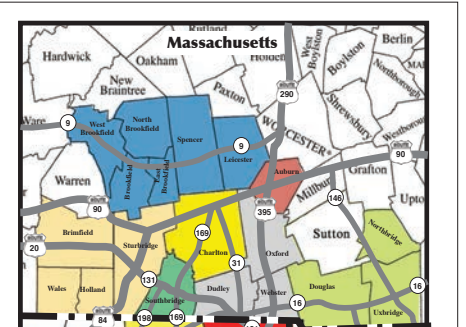 Rutland
Massachusetts
Berlin
West
Boylston
Boylston
Hardwick
Oakham
Holden
Northborough
New
Braintree
Paxton
290
Shrewsbury
Ware
9
West
Brookfield
North
Brookfield
Spencer
9
Leicester
WORCESTER*
Westboro
90
Warren
Brookfield
East
Brookfield
Auburn
Millbury
Grafton
Upto
90
395
146
Brimfield
Sturbridge
169
Charlton
Oxford
Sutton
Northbridge
20
131
31
Wales
Holland
Southbridge
Dudley
Webster
Douglas
16
16
Uxbridge
84
198
169